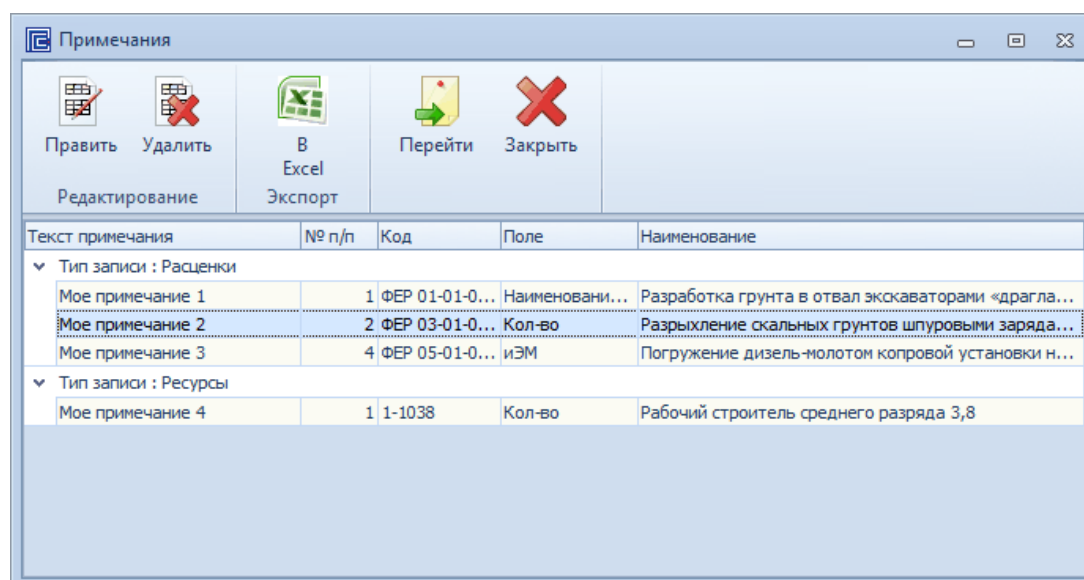 Примечания
Править Удалить В Excel Перейти Закрыть
Редактирование Экспорт
Текст примечания № п/п Код Поле Наименование
Тип записи : Расценки
Мое примечание 1 1 ФЕР 01-01-0... Наименовани... Разработка грунта в отвал экскаваторами «драгла...
Мое примечание 2 2 ФЕР 03-01-0... Кол-во Разрыхление скальных грунтов шпуровыми заряда...
Мое примечание 3 4 ФЕР 05-01-0... иЭМ Погружение дизель-молотом копровой установки н...
Тип записи : Ресурсы
Мое примечание 4 1 1-1038 Кол-во Рабочий строитель среднего разряда 3,8